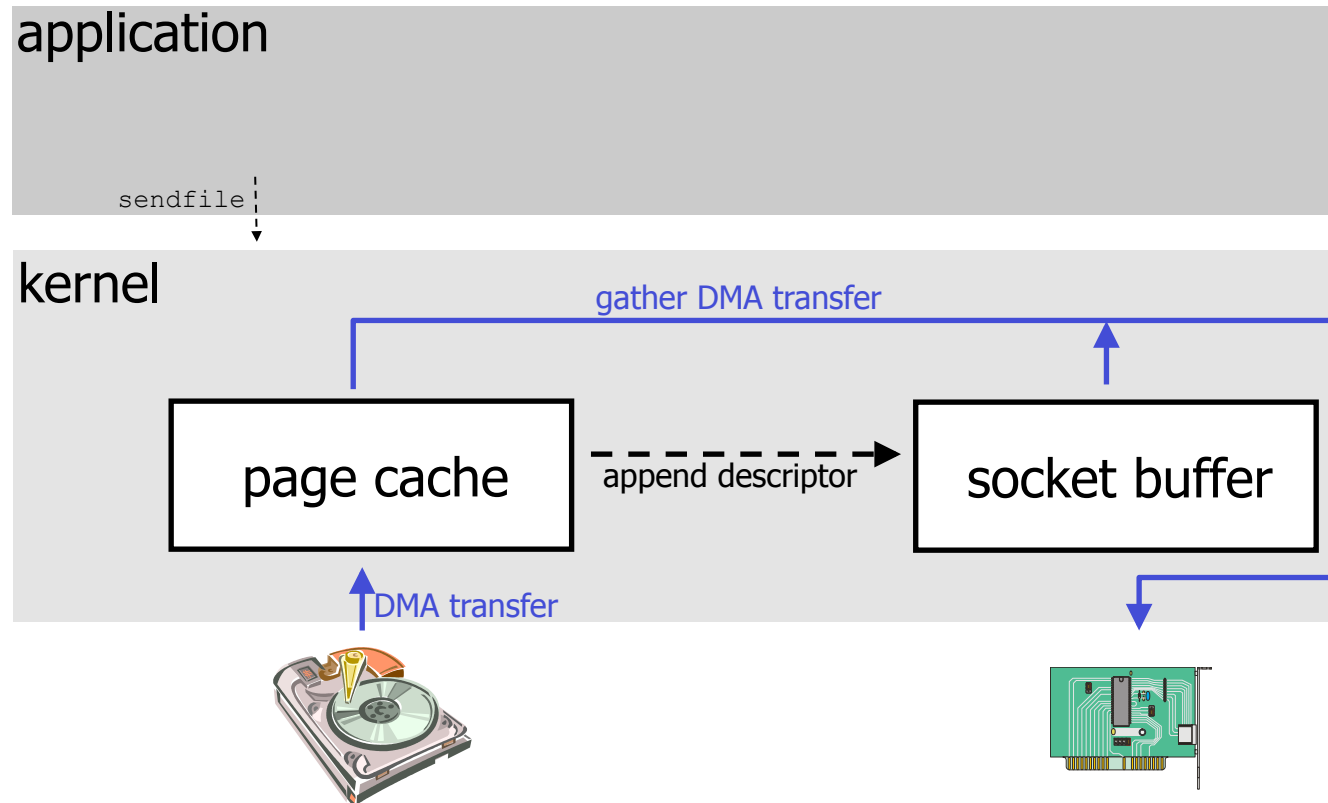 application
sendfile
kernel
gather DMA transfer
page cache
append descriptor
socket buffer
DMA transfer